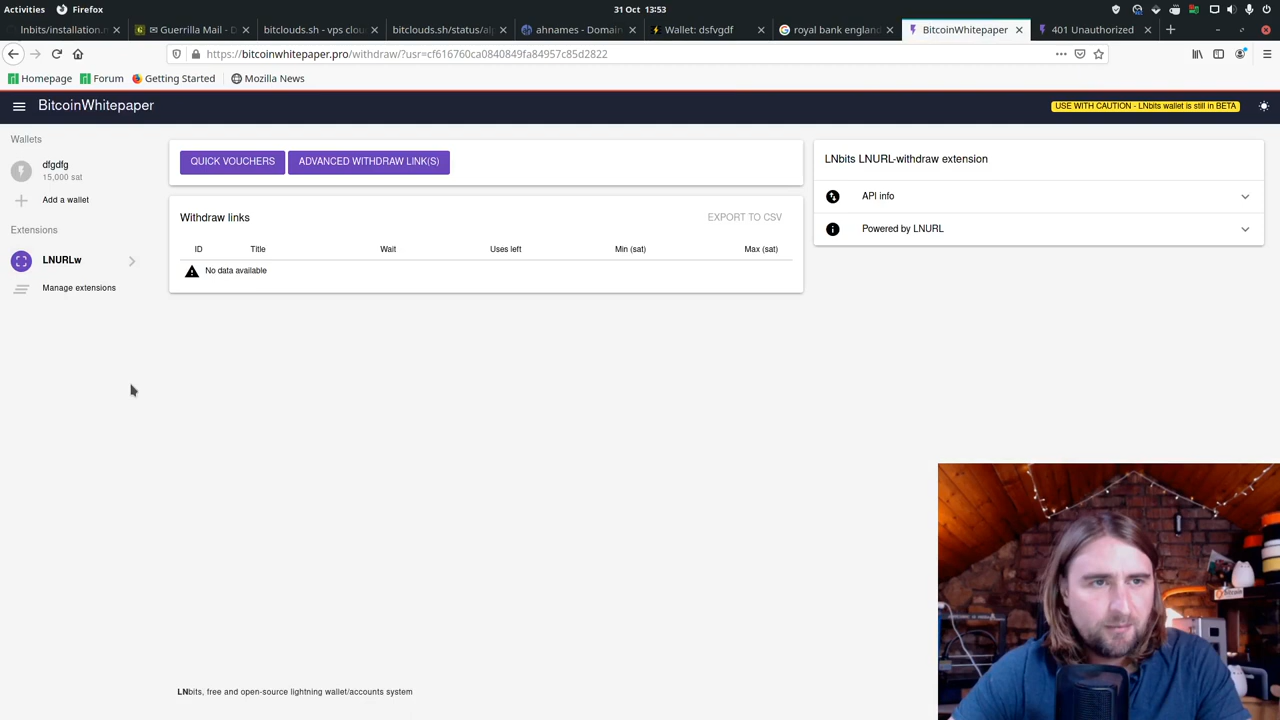 Activities Firefox 31 Oct 13:53
lnbits/installation.r
Guerrilla Mail - D
bitclouds.sh - vps clou
bitclouds.sh/status/al
ahnames - Domain
Wallet: dsfvgdf
royal bank england
BitcoinWhitepaper
401 Unauthorized
https://bitcoinwhitepaper.pro/withdraw/?usr=cf616760ca0840849fa84957c85d2822
Homepage Forum Getting Started Mozilla News
BitcoinWhitepaper
USE WITH CAUTION - LNbits wallet is still in BETA
Wallets
dfgdfg
15,000 sat
Add a wallet
Extensions
LNURLw
Manage extensions
QUICK VOUCHERS ADVANCED WITHDRAW LINK(S)
Withdraw links EXPORT TO CSV
ID Title Wait Uses left Min (sat) Max (sat)
No data available
LNbits LNURL-withdraw extension
API info
Powered by LNURL
Bitcoin
LNbits, free and open-source lightning wallet/accounts system